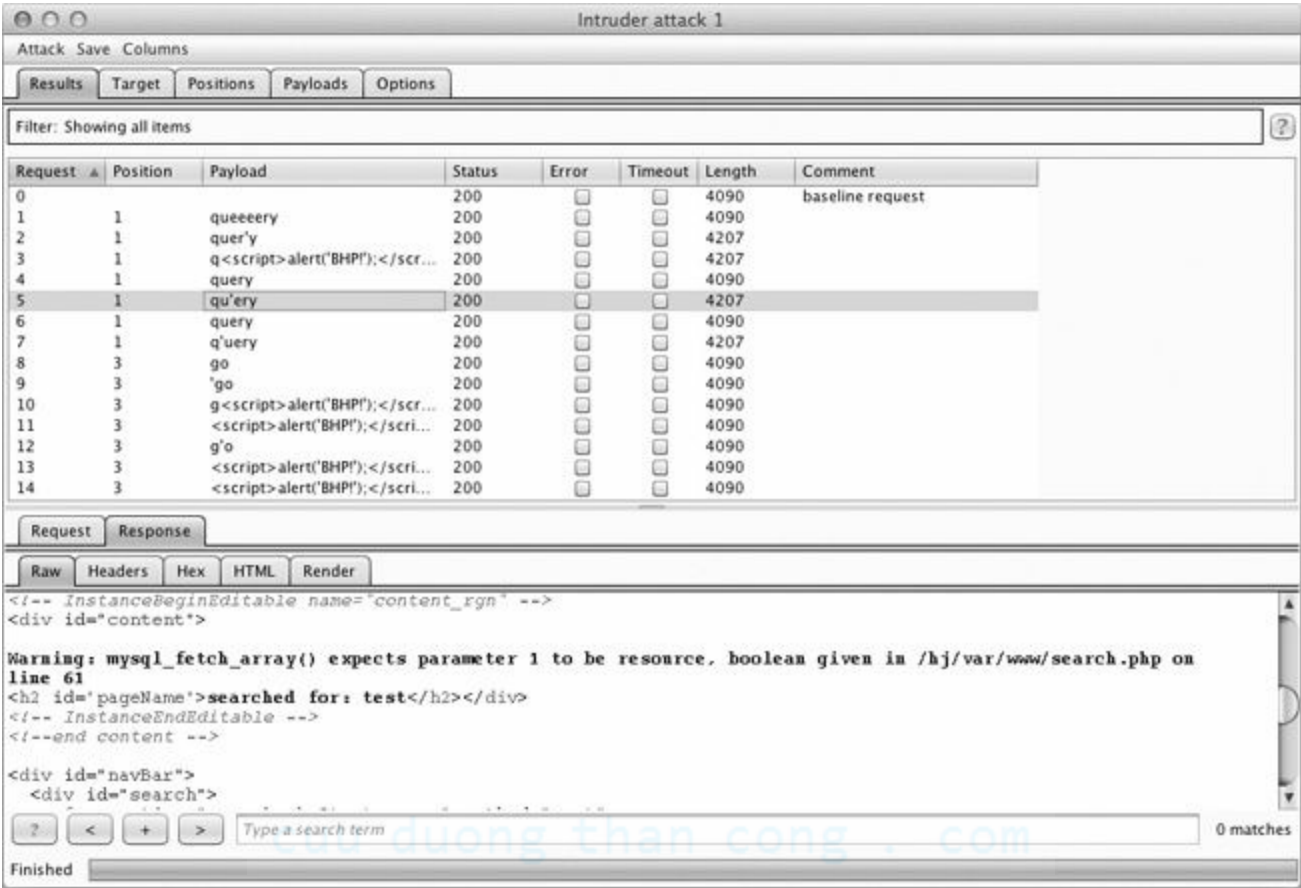 Intruder attack 1
Attack Save Columns
Results Target Positions Payloads Options
Filter: Showing all items
?
Request Position Payload Status Error Timeout Length Comment
0 200 4090 baseline request
1 1 queeeery 200 4090
2 1 quer'y 200 4207
3 1 q<script>alert('BHP!');</scr... 200 4207
4 1 query 200 4090
5 1 qu'ery 200 4207
6 1 query 200 4090
7 1 q'uery 200 4207
8 3 go 200 4090
9 3 'go 200 4090
10 3 g<script>alert('BHP!');</scr... 200 4090
11 3 <script>alert('BHP!');</scri... 200 4090
12 3 g'o 200 4090
13 3 <script>alert('BHP!');</scri... 200 4090
14 3 <script>alert('BHP!');</scri... 200 4090
Request Response
Raw Headers Hex HTML Render
<!-- InstanceBeginEditable name="content_rgn" -->
<div id="content">
Warning: mysql_fetch_array() expects parameter 1 to be resource, boolean given in /hj/var/www/search.php on
line 61
<h2 id='pageName'>searched for: test</h2></div>
<!-- InstanceEndEditable -->
<!--end content -->
<div id="navBar">
<div id="search">
? < + > Type a search term 0 matches
cuu duong than cong . com
Finished